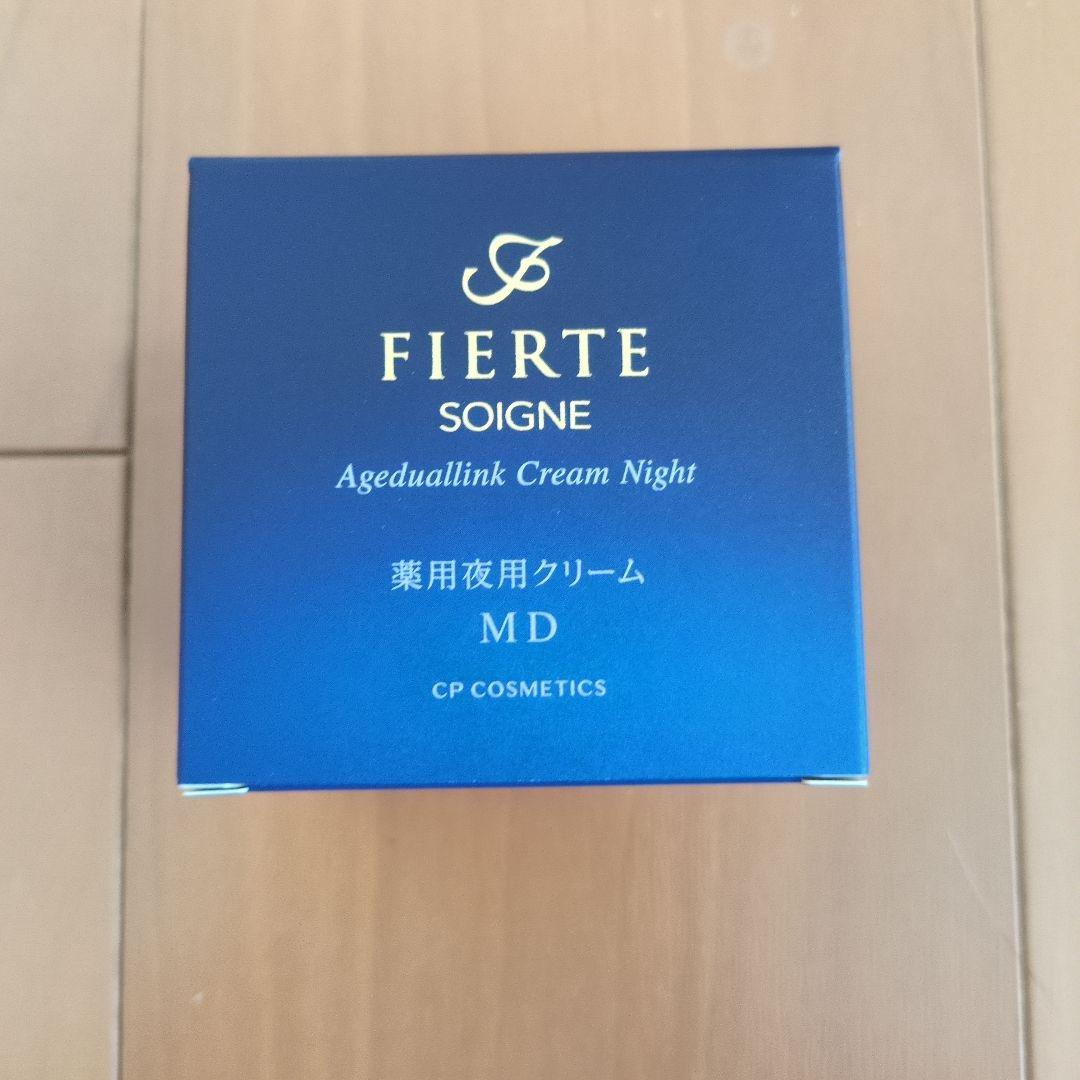 FIERTE
SOIGNE
Ageduallink Cream Night
薬用夜用クリーム
MD
CP COSMETICS